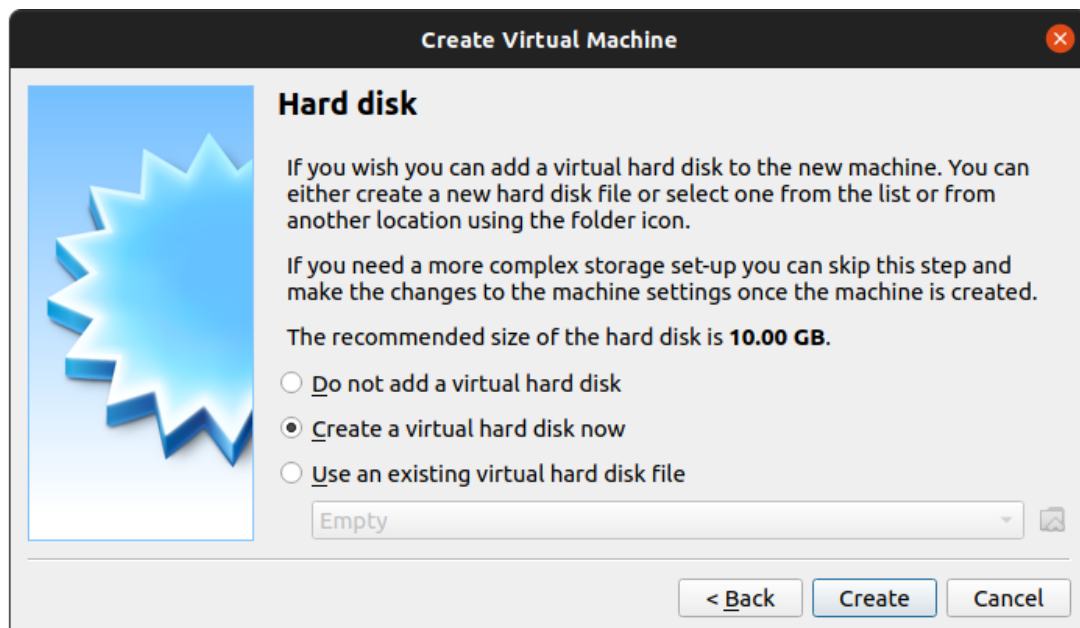 Create Virtual Machine
Hard disk
If you wish you can add a virtual hard disk to the new machine. You can
either create a new hard disk file or select one from the list or from
another location using the folder icon.
If you need a more complex storage set-up you can skip this step and
make the changes to the machine settings once the machine is created.
The recommended size of the hard disk is 10.00 GB.
Do not add a virtual hard disk
Create a virtual hard disk now
Use an existing virtual hard disk file
Empty
< Back Create Cancel